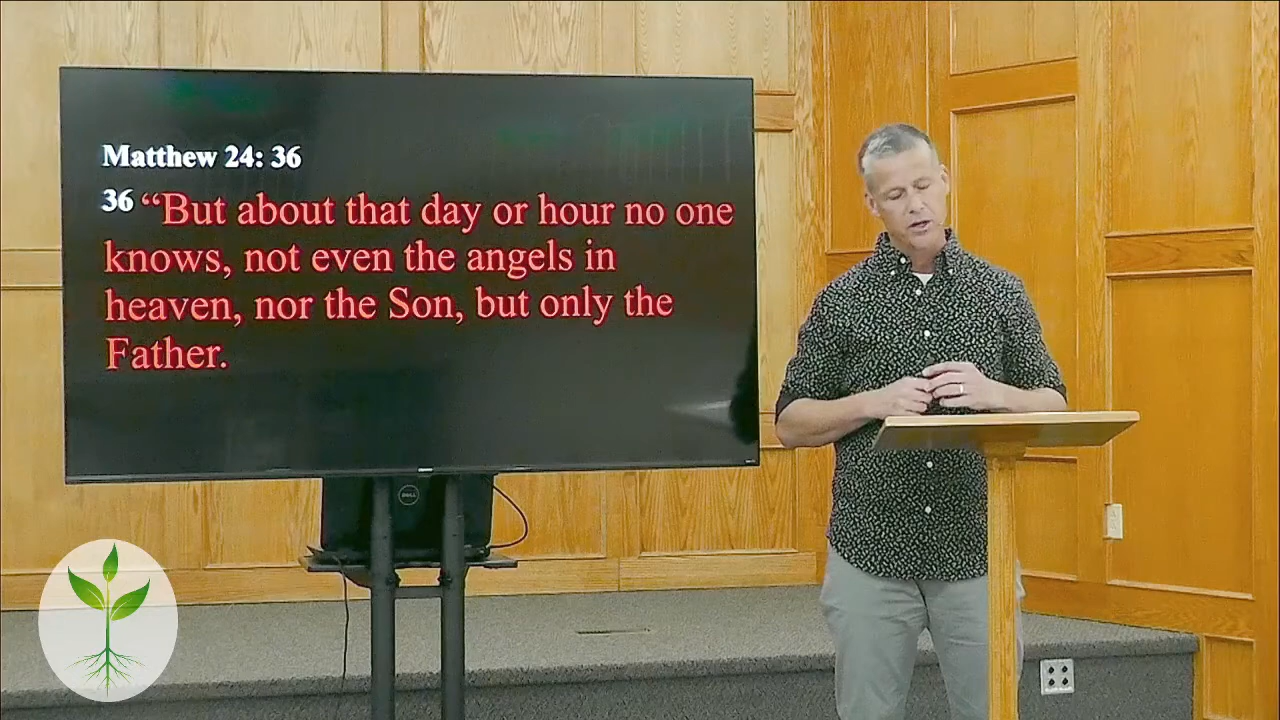 Matthew 24: 36
36 “But about that day or hour no one
knows, not even the angels in
heaven, nor the Son, but only the
Father.
DELL